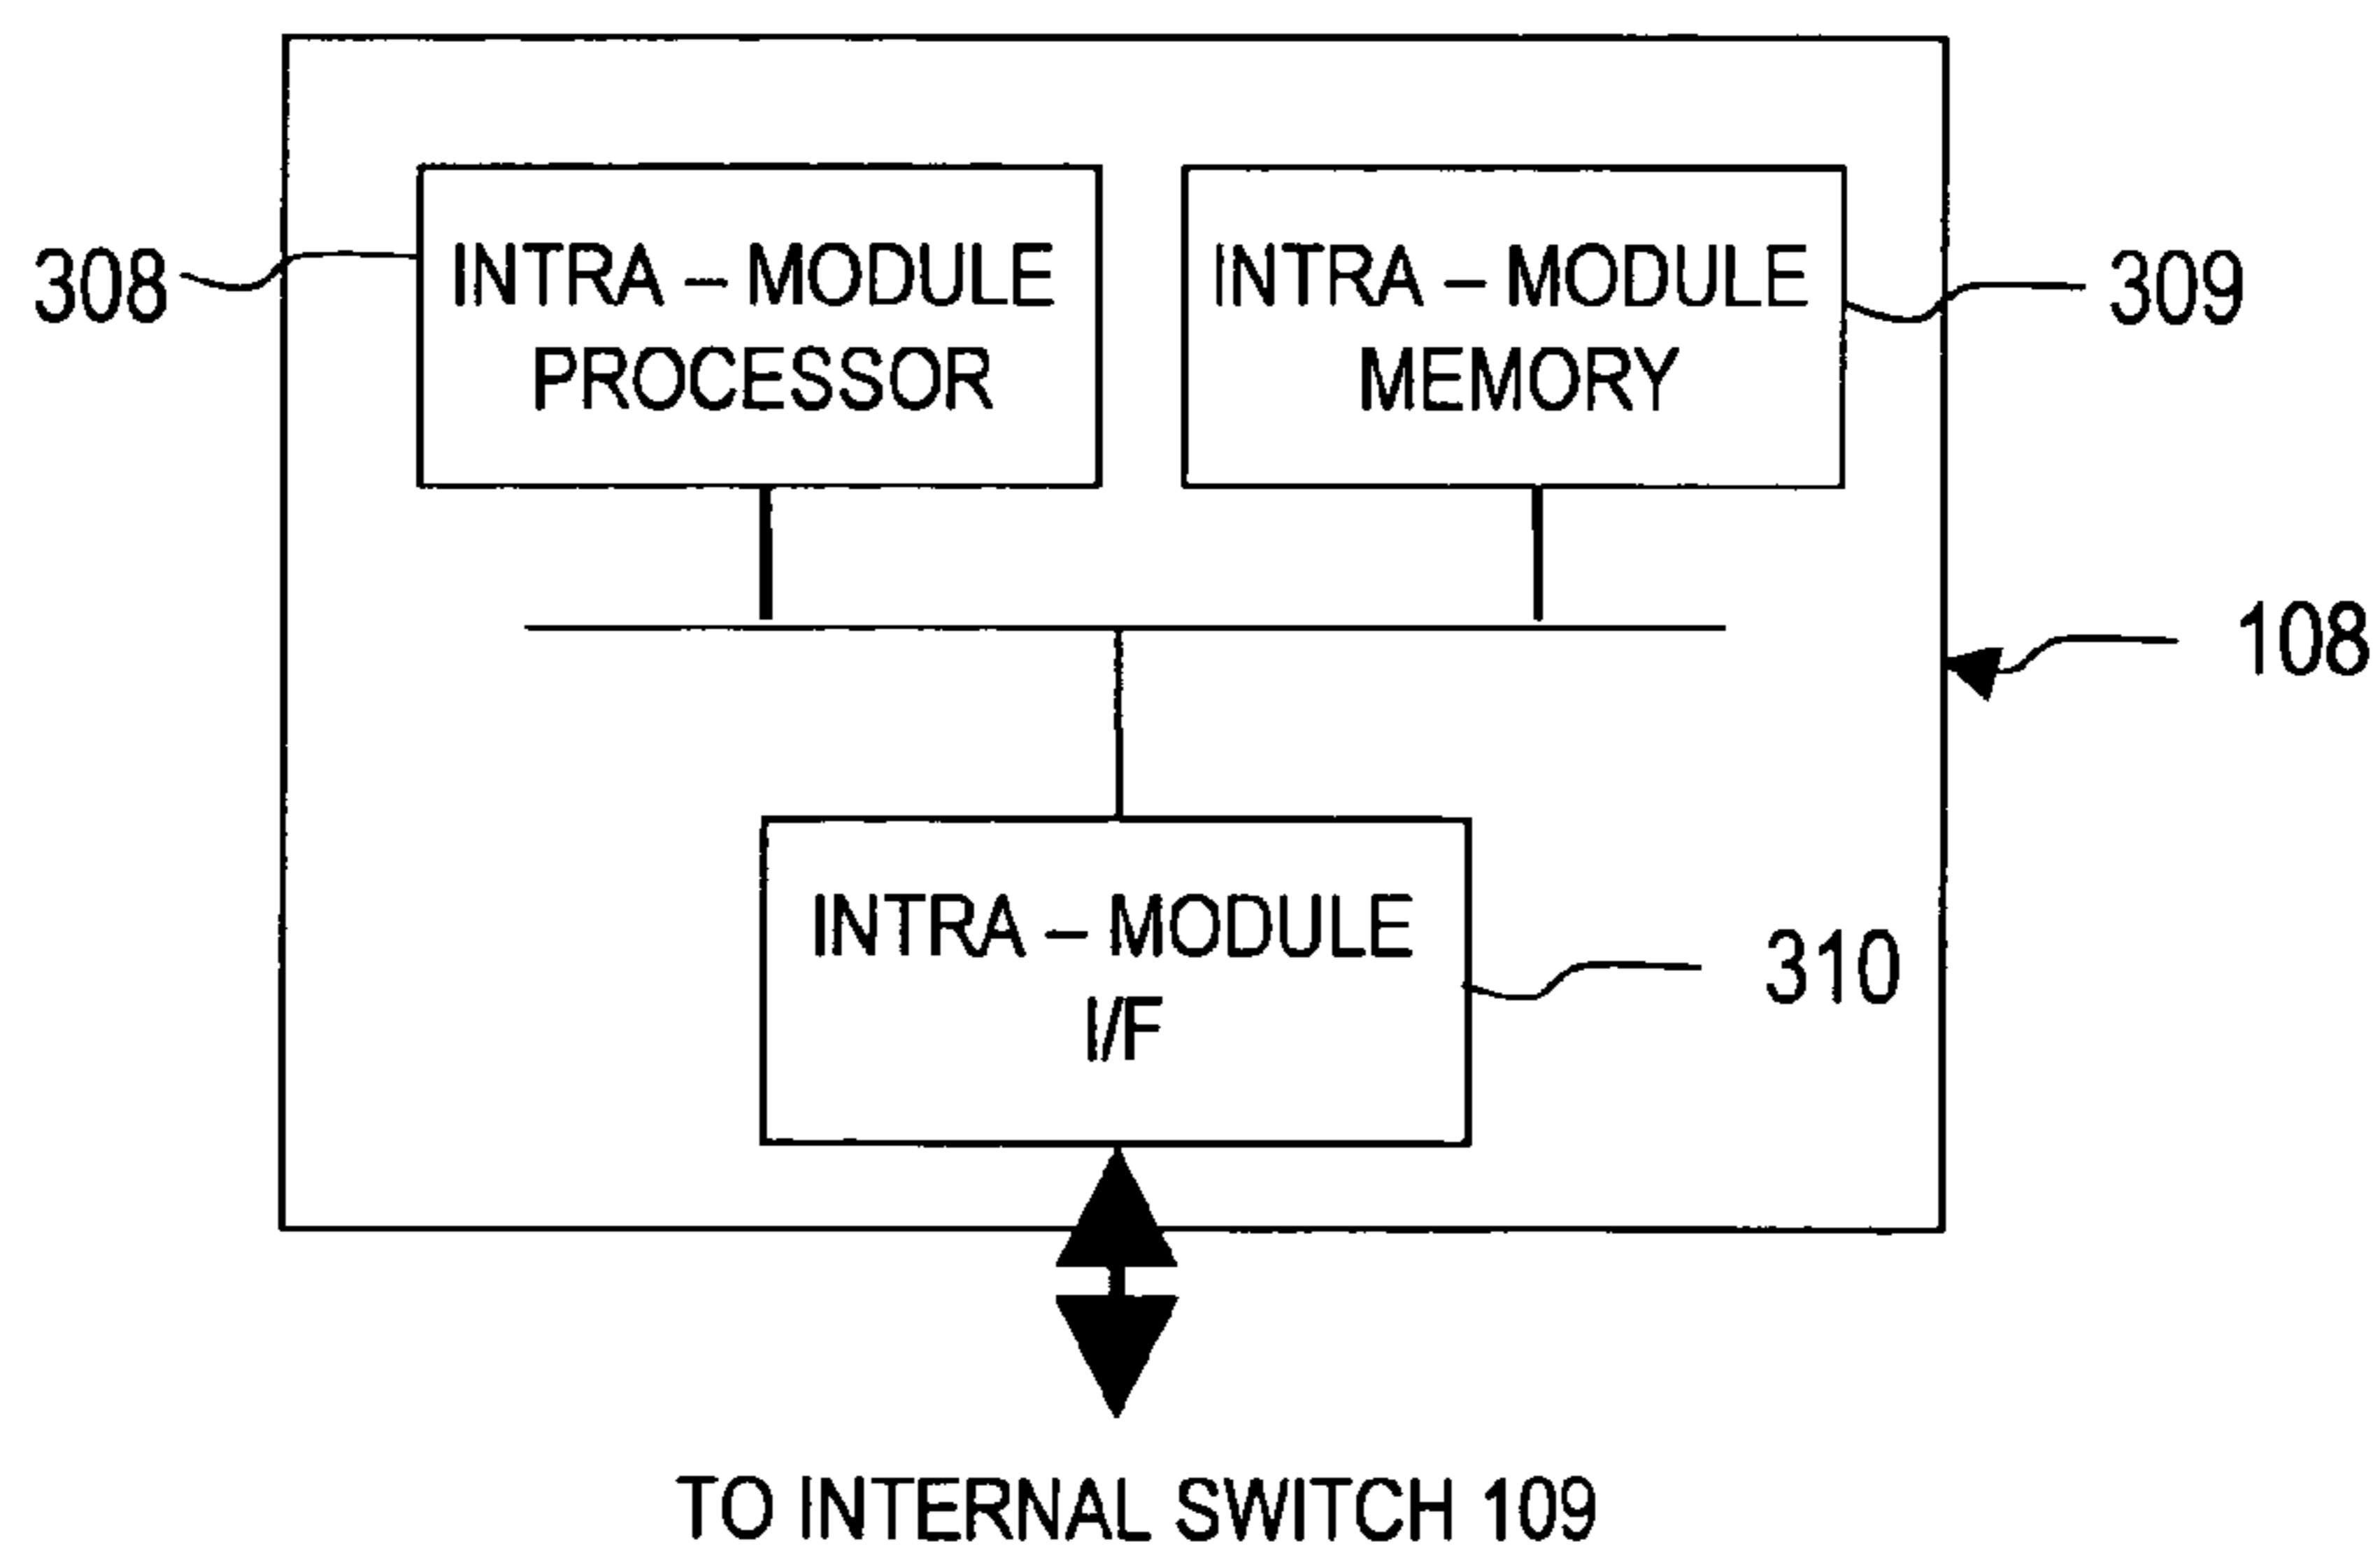 308
INTRA – MODULE
PROCESSOR
INTRA – MODULE
MEMORY
309
108
INTRA – MODULE
I/F
310
TO INTERNAL SWITCH 109